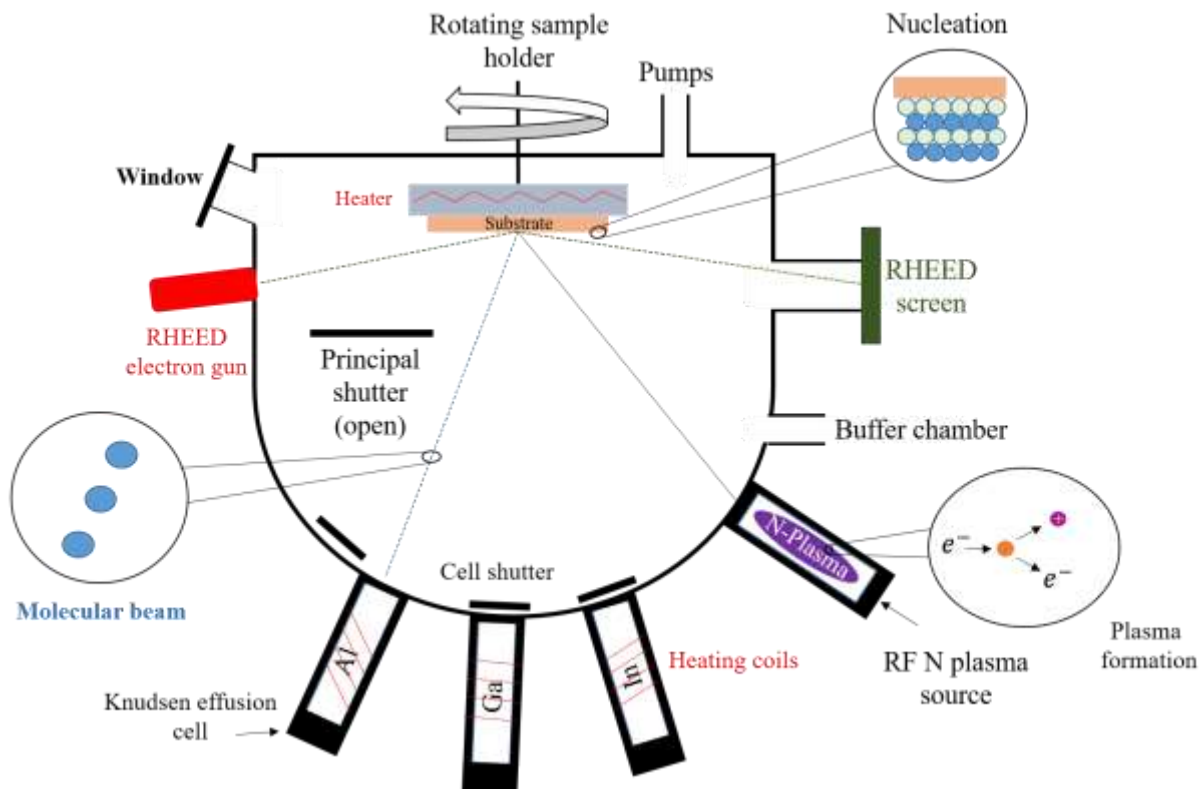 Rotating sample
holder
Nucleation
Pumps
Window
Heater
Substrate
RHEED
screen
RHEED
electron gun
Principal
shutter
(open)
Buffer chamber
N-Plasma
e−
e−
+
Cell shutter
Molecular beam
Al
Ga
In
Heating coils
Plasma
formation
RF N plasma
source
Knudsen effusion
cell